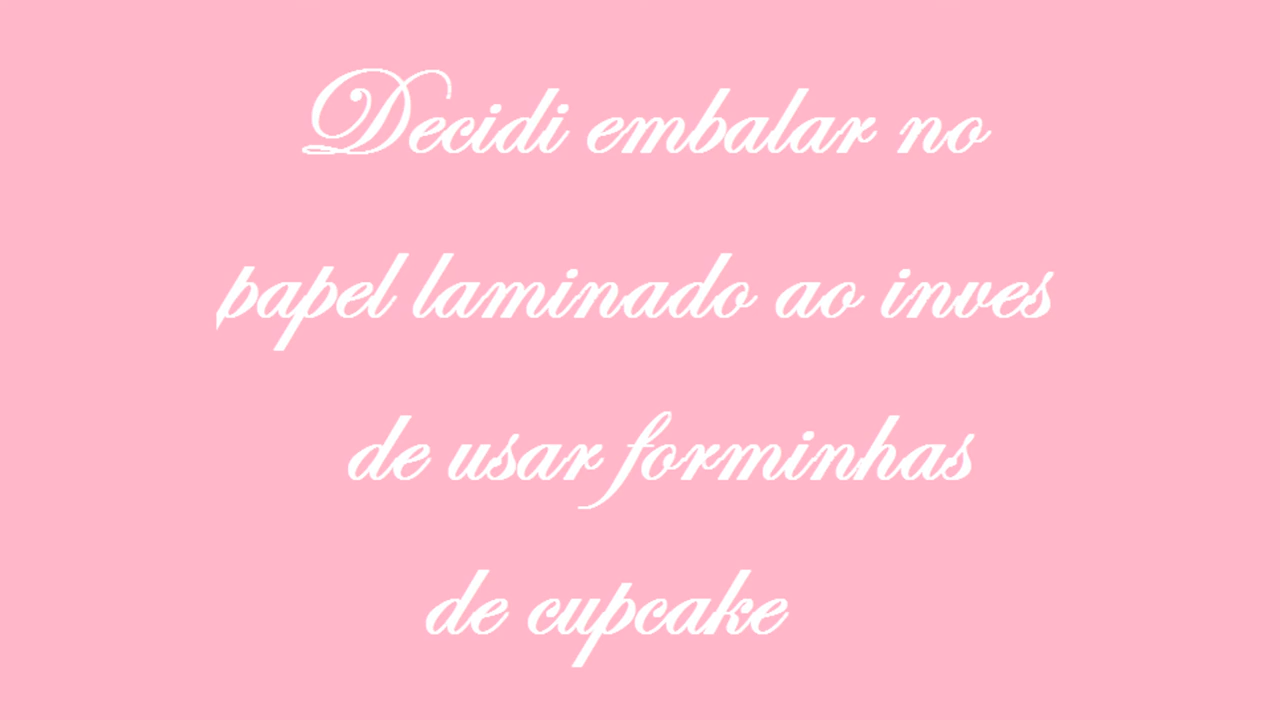 Decidi embalar no
papel laminado ao inves
de usar forminhas
de cupcake